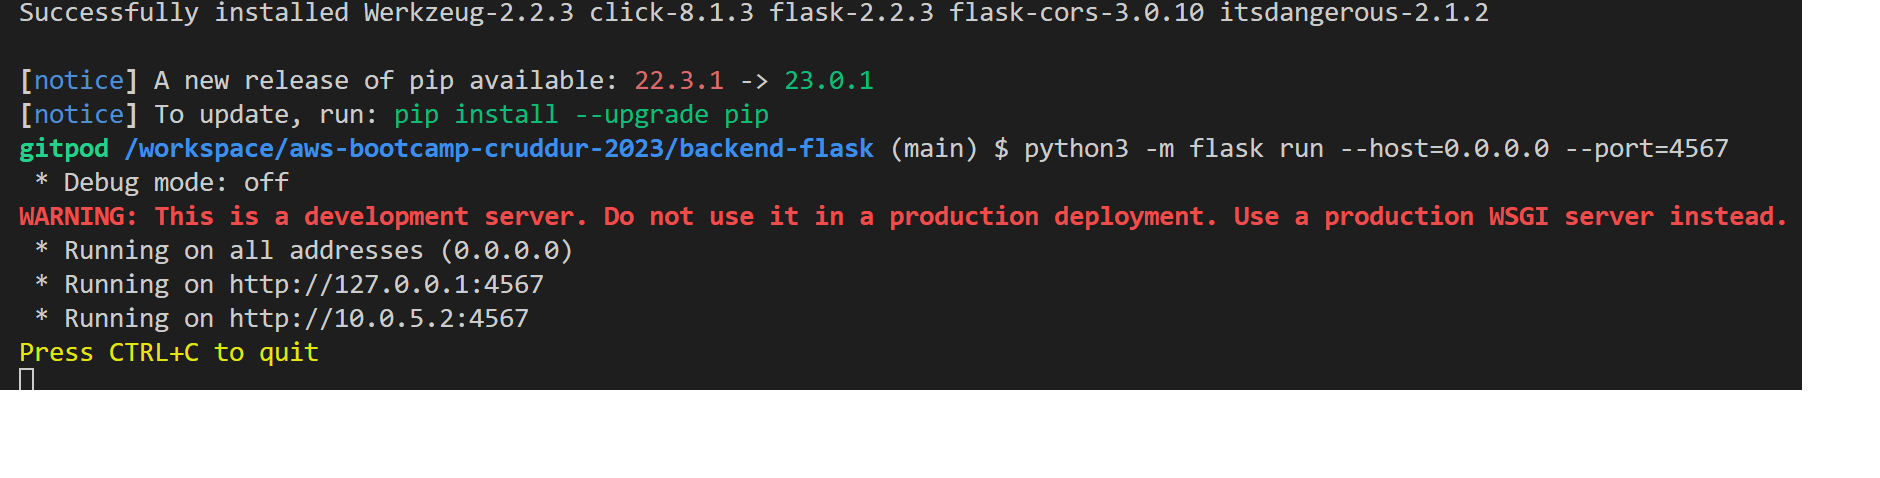 Successfully installed Werkzeug-2.2.3 click-8.1.3 flask-2.2.3 flask-cors-3.0.10 itsdangerous-2.1.2
[notice] A new release of pip available: 22.3.1 -> 23.0.1
[notice] To update, run: pip install --upgrade pip
gitpod /workspace/aws-bootcamp-cruddur-2023/backend-flask (main) $ python3 -m flask run --host=0.0.0.0 --port=4567
 * Debug mode: off
WARNING: This is a development server. Do not use it in a production deployment. Use a production WSGI server instead.
 * Running on all addresses (0.0.0.0)
 * Running on http://127.0.0.1:4567
 * Running on http://10.0.5.2:4567
Press CTRL+C to quit